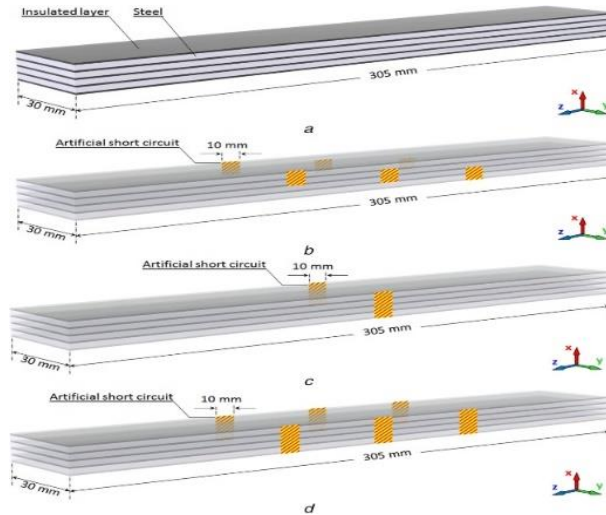 Insulated layer
Steel
30 mm
305 mm
x
z
y
a
Artificial short circuit
10 mm
30 mm
305 mm
x
z
y
b
Artificial short circuit
10 mm
30 mm
305 mm
x
z
y
c
Artificial short circuit
10 mm
30 mm
305 mm
x
z
y
d